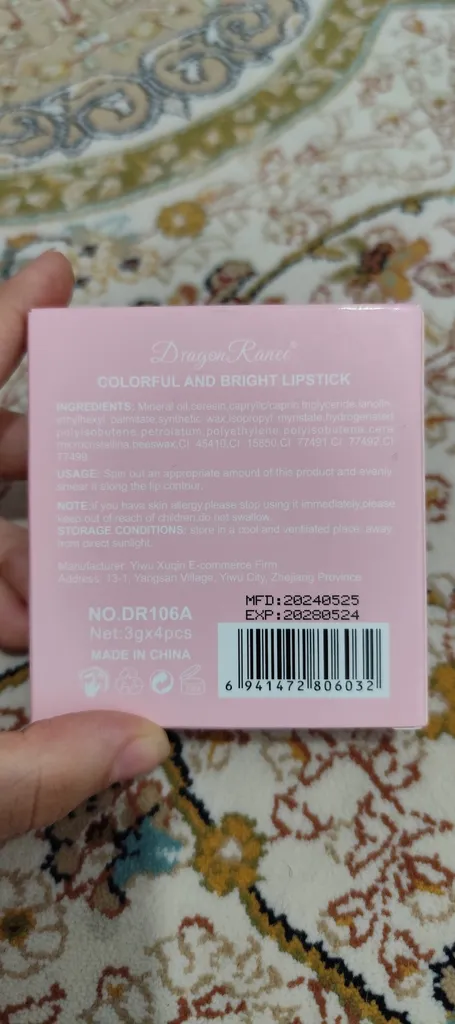 Dragon Ranee®
COLORFUL AND BRIGHT LIPSTICK
INGREDIENTS: Mineral oil ceresin,caprylic/capric triglyceride lanolin,
ethylhexyl palmitate,synthetic wax,isopropyl myristate hydrogenated
polyisobutene,petrolatum,polyethylene polyisobutene cera
microcristallina,beeswax,CI 45410,CI 15850,CI 77491,CI 77492,CI
77499
USAGE: Spin out an appropriate amount of this product and evenly
smear it along the lip contour.
NOTE:if you have skin allergy,please stop using it immediately,please
keep out of reach of children,do not swallow.
STORAGE CONDITIONS: store in a cool and ventilated place, away
from direct sunlight.
Manufacturer: Yiwu Xuqin E-commerce Firm
Address: 13-1, Yangsan Village, Yiwu City, Zhejiang Province
MFD:20240525
EXP:20280524
NO.DR106A
Net:3gx4pcs
MADE IN CHINA
6 941472 806032